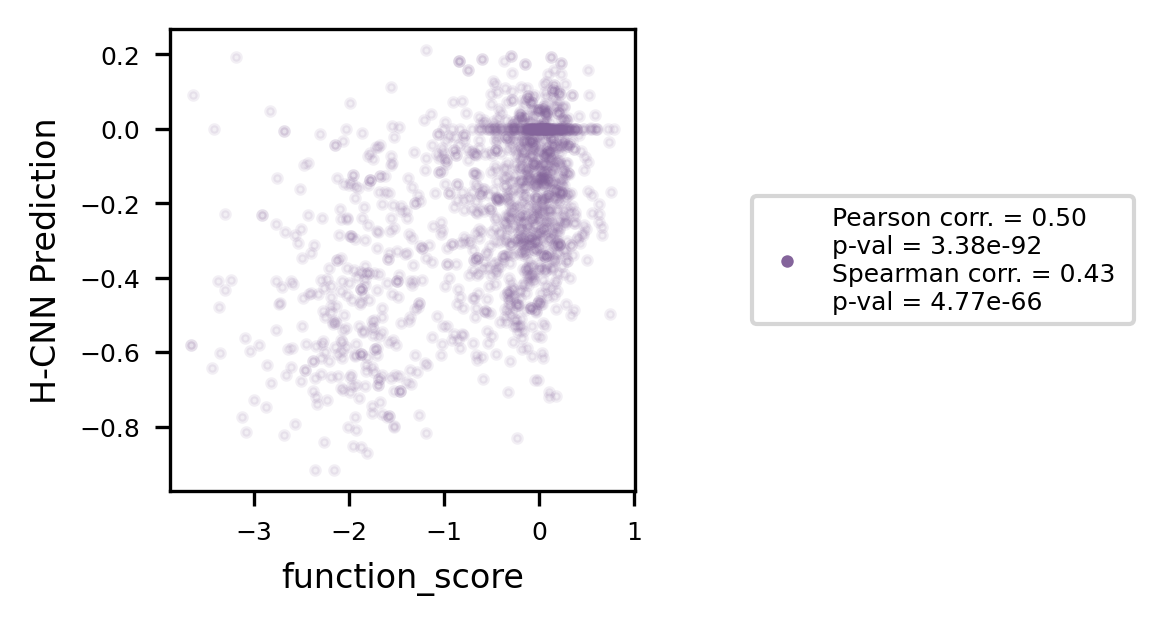 0.2
0.0
−0.2
−0.4
−0.6
−0.8
H-CNN Prediction
−3
−2
−1
0
1
function_score
Pearson corr. = 0.50
p-val = 3.38e-92
Spearman corr. = 0.43
p-val = 4.77e-66